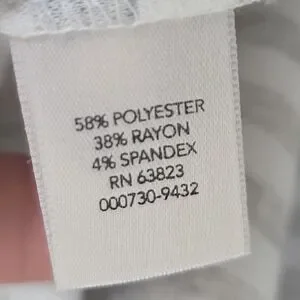 58% POLYESTER
38% RAYON
4% SPANDEX
RN 63823
000730-9432